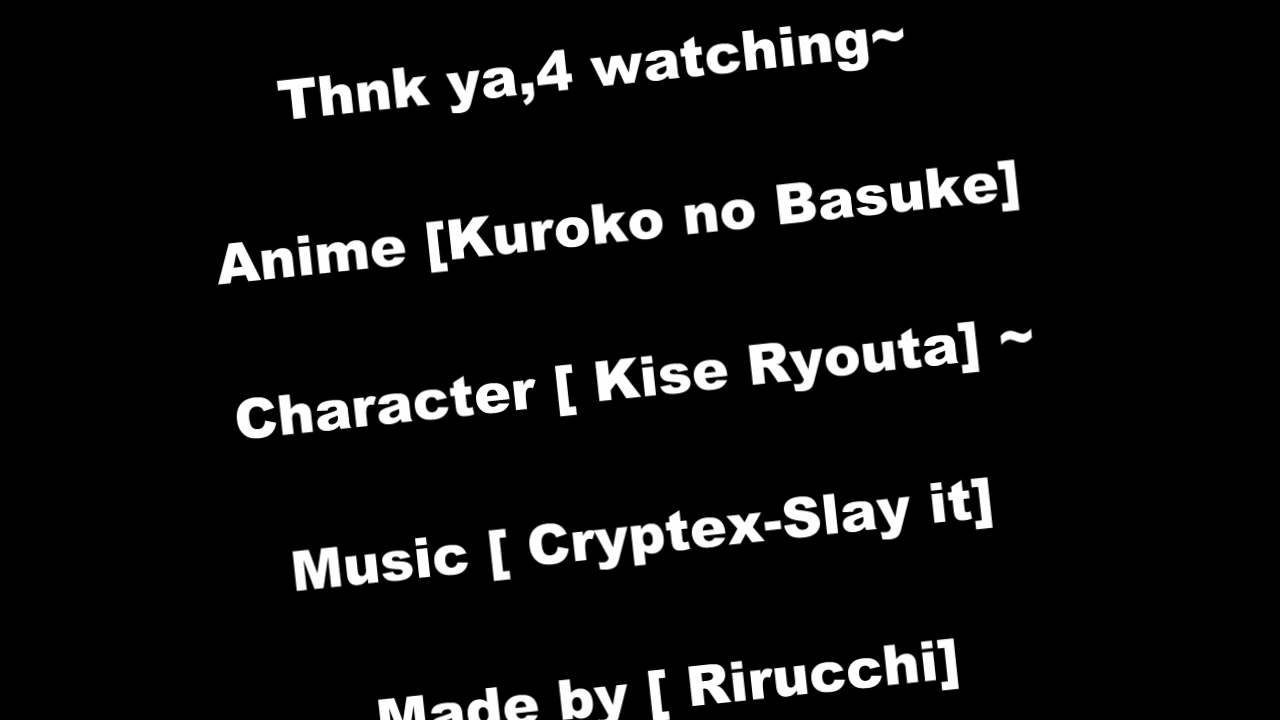 Thnk ya,4 watching~
Anime [Kuroko no Basuke]
Character [ Kise Ryouta] ~
Music [ Cryptex-Slay it]
Made by [ Rirucchi]